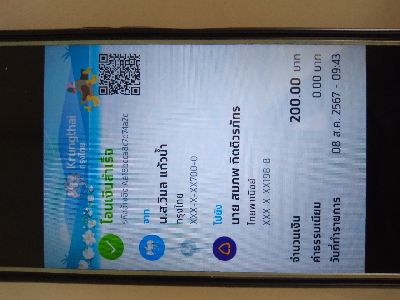 Krungthai
กรุงไทย
โอนเงินสำเร็จ
จาก
น.ส.วิมล แก้วน้ำ
กรุงไทย
XXX-X-XX700-0
ไปยัง
นาย สมภพ กิตติวรภัทร
ไทยพาณิชย์
XXX-X-XX198-8
จำนวนเงิน 200.00 บาท
ค่าธรรมเนียม 0.00 บาท
วันที่ทำรายการ 08 ส.ค. 2567 - 09:43